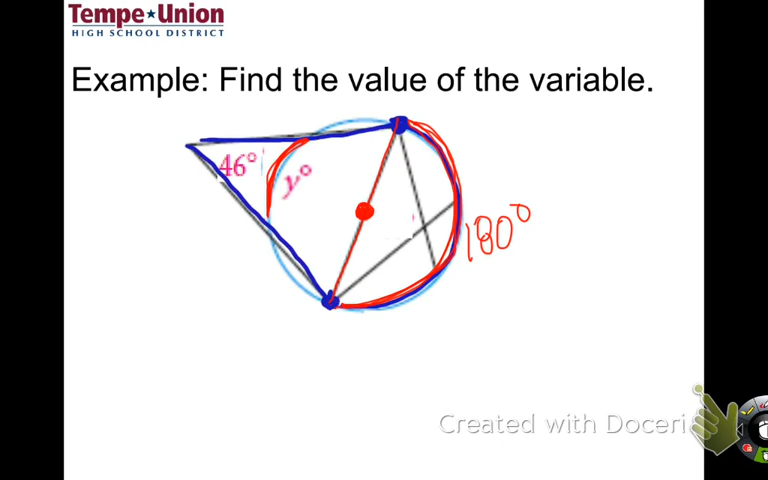 Tempe Union
HIGH SCHOOL DISTRICT
Example: Find the value of the variable.
46°
180°
Created with Doceri